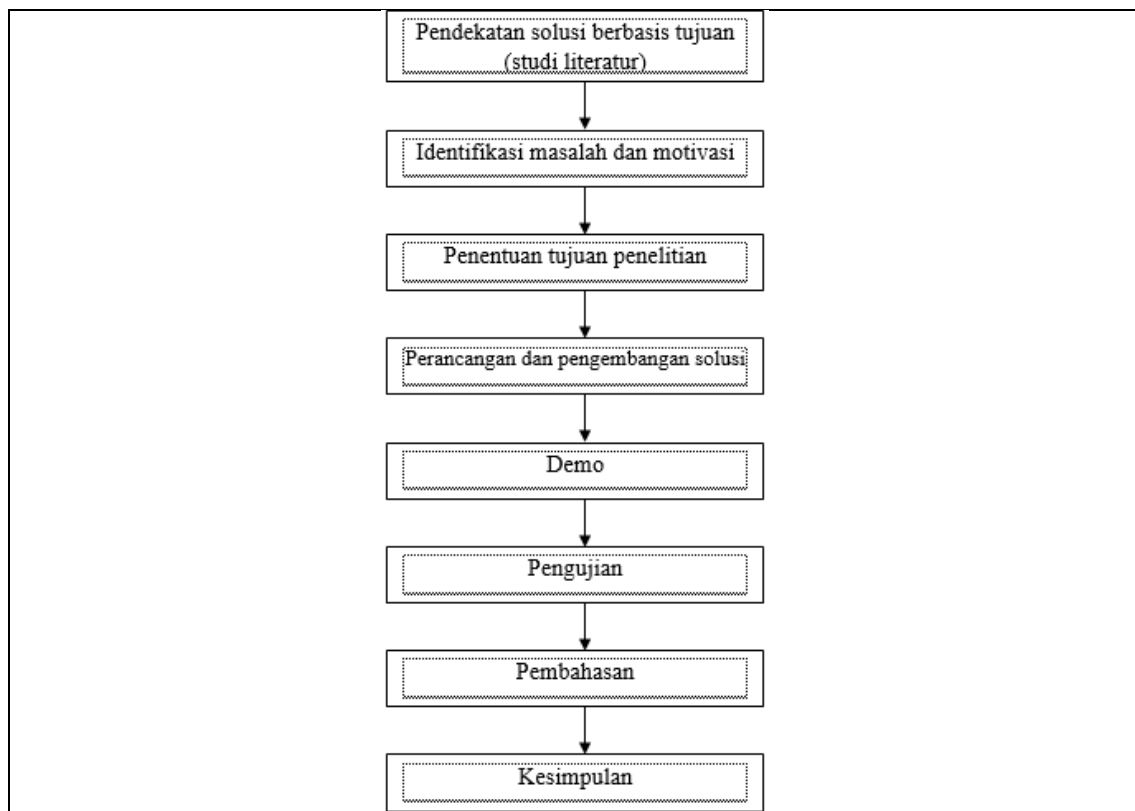 Pendekatan solusi berbasis tujuan
(studi literatur)
Identifikasi masalah dan motivasi
Penentuan tujuan penelitian
Perancangan dan pengembangan solusi
Demo
Pengujian
Pembahasan
Kesimpulan